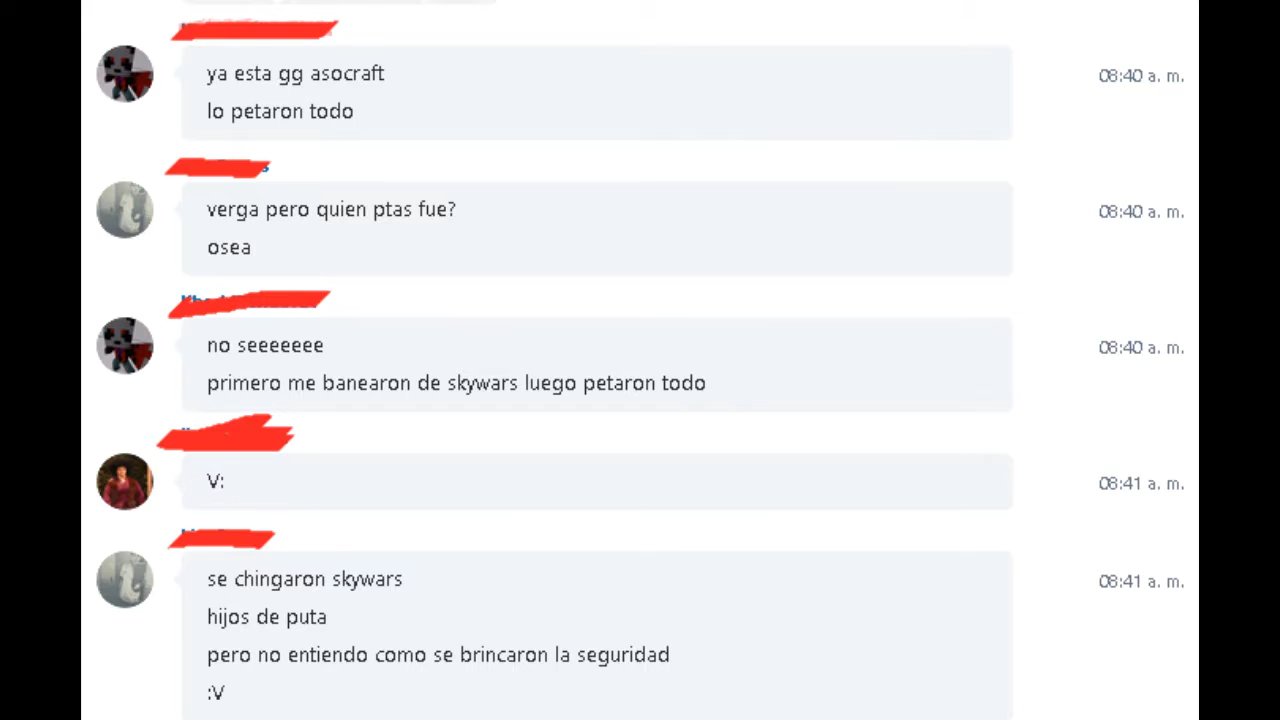 ya esta gg asocraft
08:40 a. m.
lo petaron todo
verga pero quien ptas fue?
08:40 a. m.
osea
no seeeeeee
08:40 a. m.
primero me banearon de skywars luego petaron todo
V:
08:41 a. m.
se chingaron skywars
08:41 a. m.
hijos de puta
pero no entiendo como se brincaron la seguridad
:V